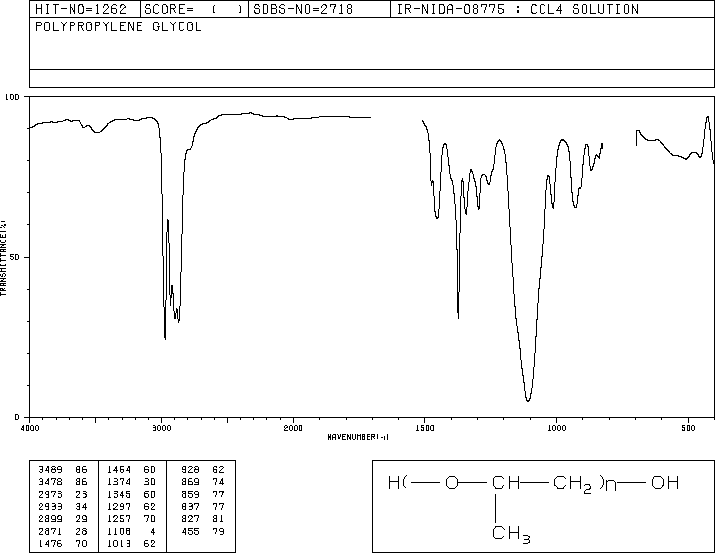 HIT-NO=1262 SCORE= ( ) SDBS-NO=2718 IR-NIDA-08775 : CCL4 SOLUTION
POLYPROPYLENE GLYCOL
100
50
0
TRANSMITTANCE(%)
4000 3000 2000 1500 1000 500
WAVENUMBER(-1)
3489 86 1454 60 928 62
3478 86 1374 30 869 74
2973 23 1345 60 859 77
2933 34 1297 62 837 77
2899 29 1257 70 827 81
2871 28 1108 4 455 79
1476 70 1013 62
H( O CH CH2 )n OH
CH3